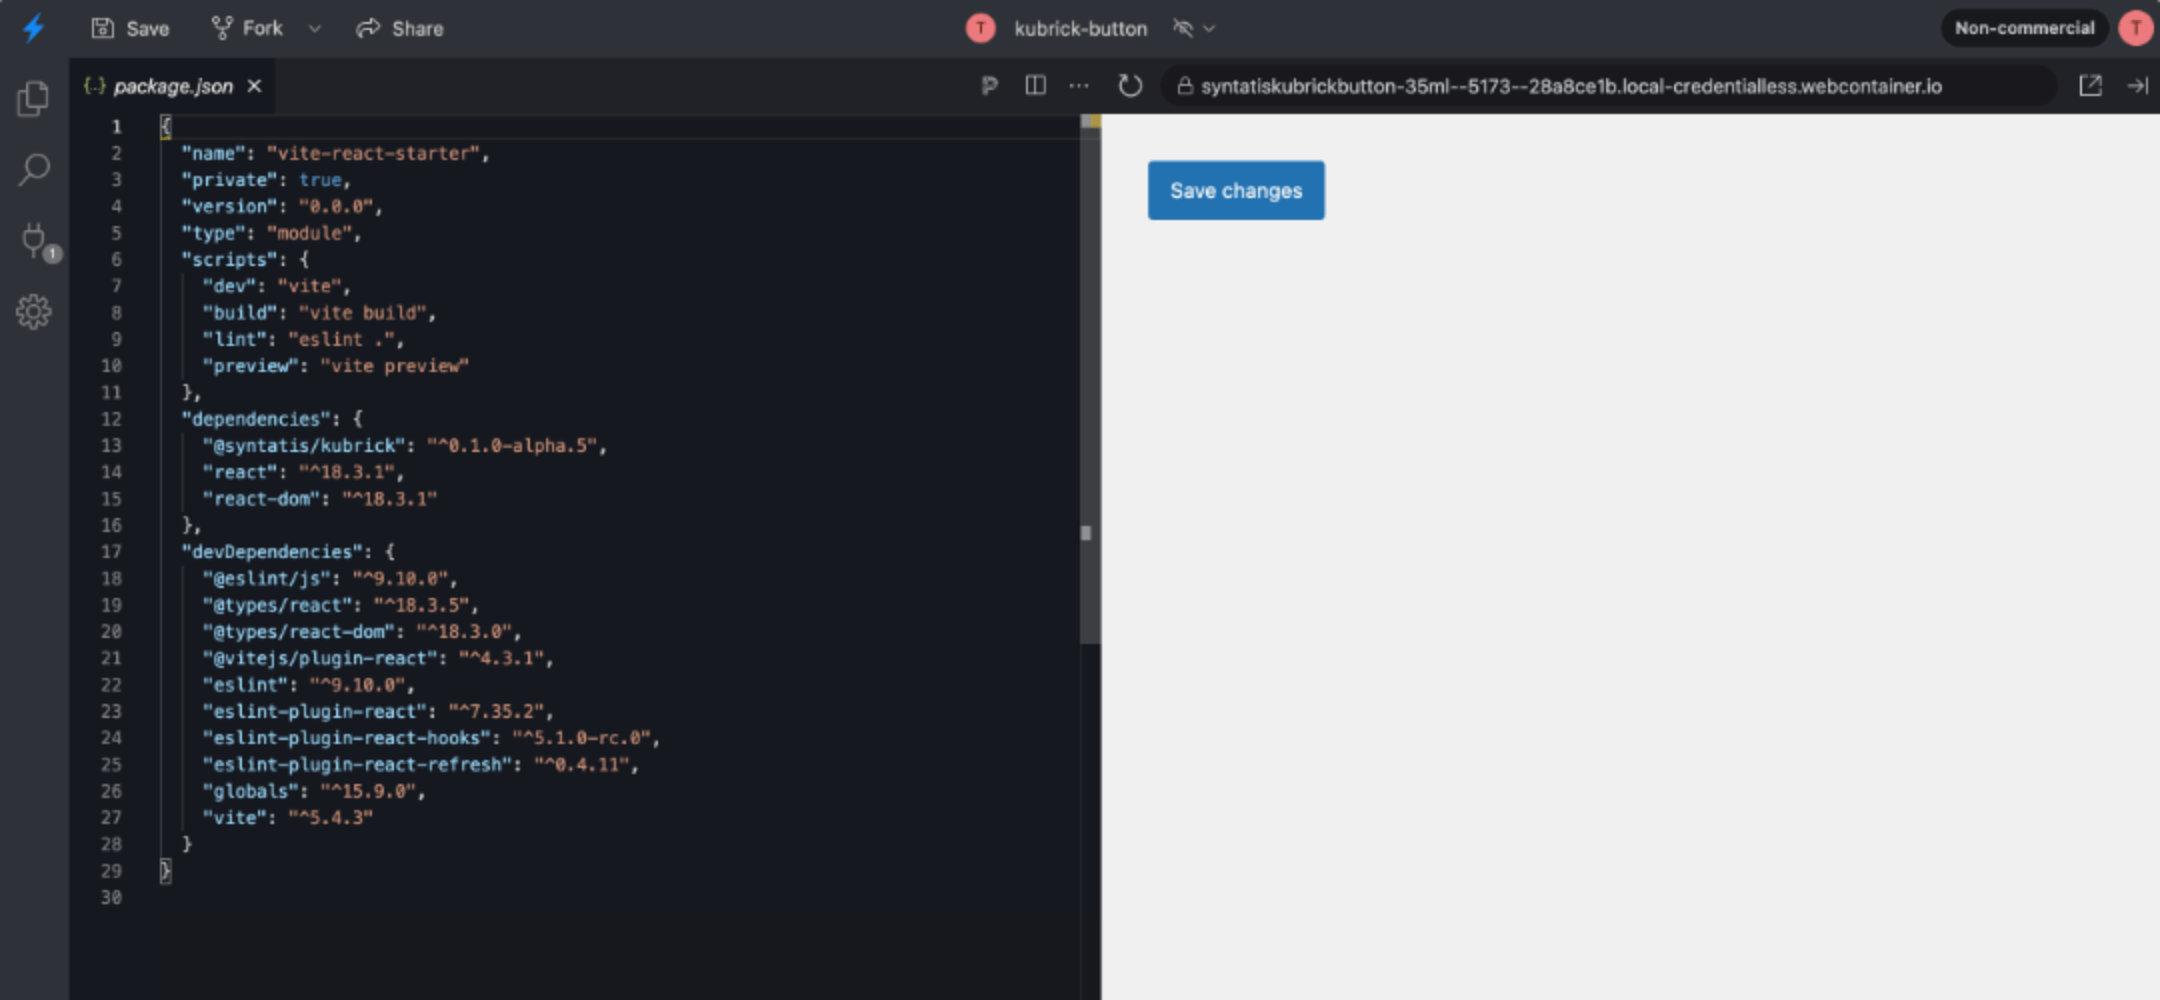 Save
Fork
Share
T
kubrick-button
Non-commercial
T
{..} package.json
syntatiskubrickbutton-35ml--5173--28a8ce1b.local-credentialless.webcontainer.io
1
1 {
2 "name": "vite-react-starter",
3 "private": true,
4 "version": "0.0.0",
5 "type": "module",
6 "scripts": {
7 "dev": "vite",
8 "build": "vite build",
9 "lint": "eslint .",
10 "preview": "vite preview"
11 },
12 "dependencies": {
13 "@syntatis/kubrick": "^0.1.0-alpha.5",
14 "react": "^18.3.1",
15 "react-dom": "^18.3.1"
16 },
17 "devDependencies": {
18 "@eslint/js": "^9.10.0",
19 "@types/react": "^18.3.5",
20 "@types/react-dom": "^18.3.0",
21 "@vitejs/plugin-react": "^4.3.1",
22 "eslint": "^9.10.0",
23 "eslint-plugin-react": "^7.35.2",
24 "eslint-plugin-react-hooks": "^5.1.0-rc.0",
25 "eslint-plugin-react-refresh": "^0.4.11",
26 "globals": "^15.9.0",
27 "vite": "^5.4.3"
28 }
29 }
30
Save changes